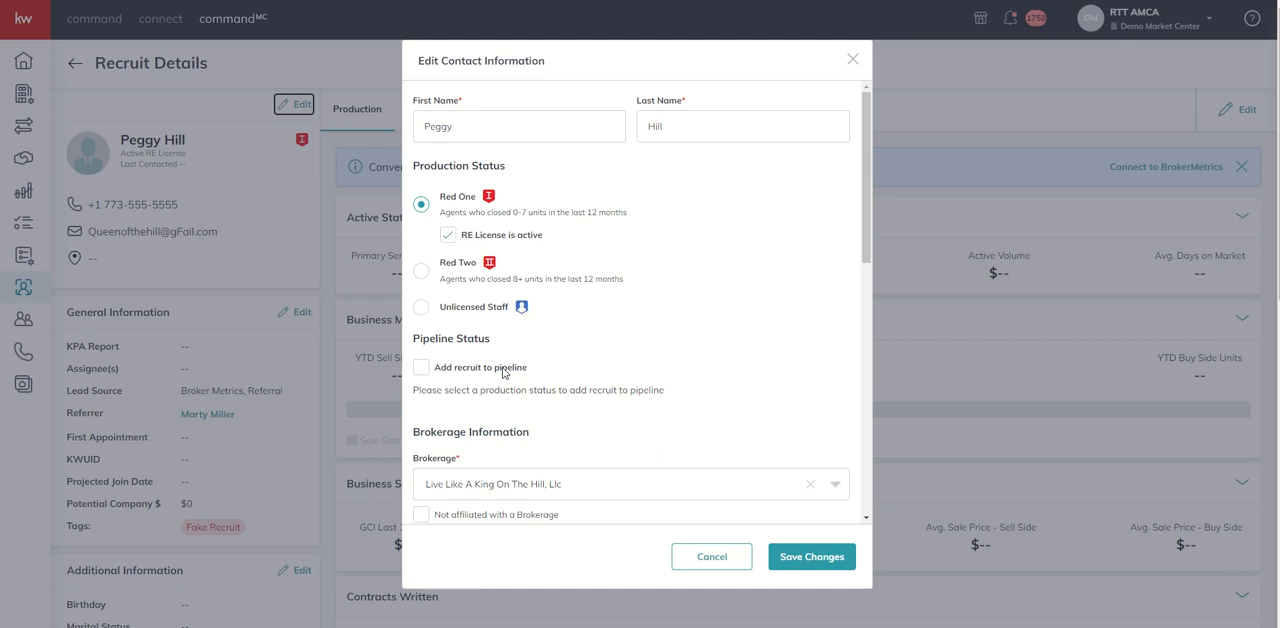 kw command connect commandMC 1758 DM RTT AMCA
Demo Market Center
Recruit Details
Edit
Production
Edit
Peggy Hill
Active RE License
Last Contacted --
+1 773-555-5555
Queenofthehill@gFail.com
--
General Information Edit
KPA Report --
Assignee(s) --
Lead Source Broker Metrics, Referral
Referrer Marty Miller
First Appointment --
KWUID --
Projected Join Date --
Potential Company $ $0
Tags: Fake Recruit
Additional Information Edit
Birthday --
Marital Status
Edit Contact Information
First Name* Last Name*
Peggy Hill
Production Status
Red One I
Agents who closed 0-7 units in the last 12 months
RE License is active
Red Two II
Agents who closed 8+ units in the last 12 months
Unlicensed Staff
Pipeline Status
Add recruit to pipeline
Please select a production status to add recruit to pipeline
Brokerage Information
Brokerage*
Live Like A King On The Hill, Llc
Not affiliated with a Brokerage
Cancel Save Changes
Connect to BrokerMetrics
Active Volume Avg. Days on Market
$-- --
YTD Buy Side Units
--
Business S
GCI Last
Avg. Sale Price - Sell Side Avg. Sale Price - Buy Side
$-- $--
Contracts Written